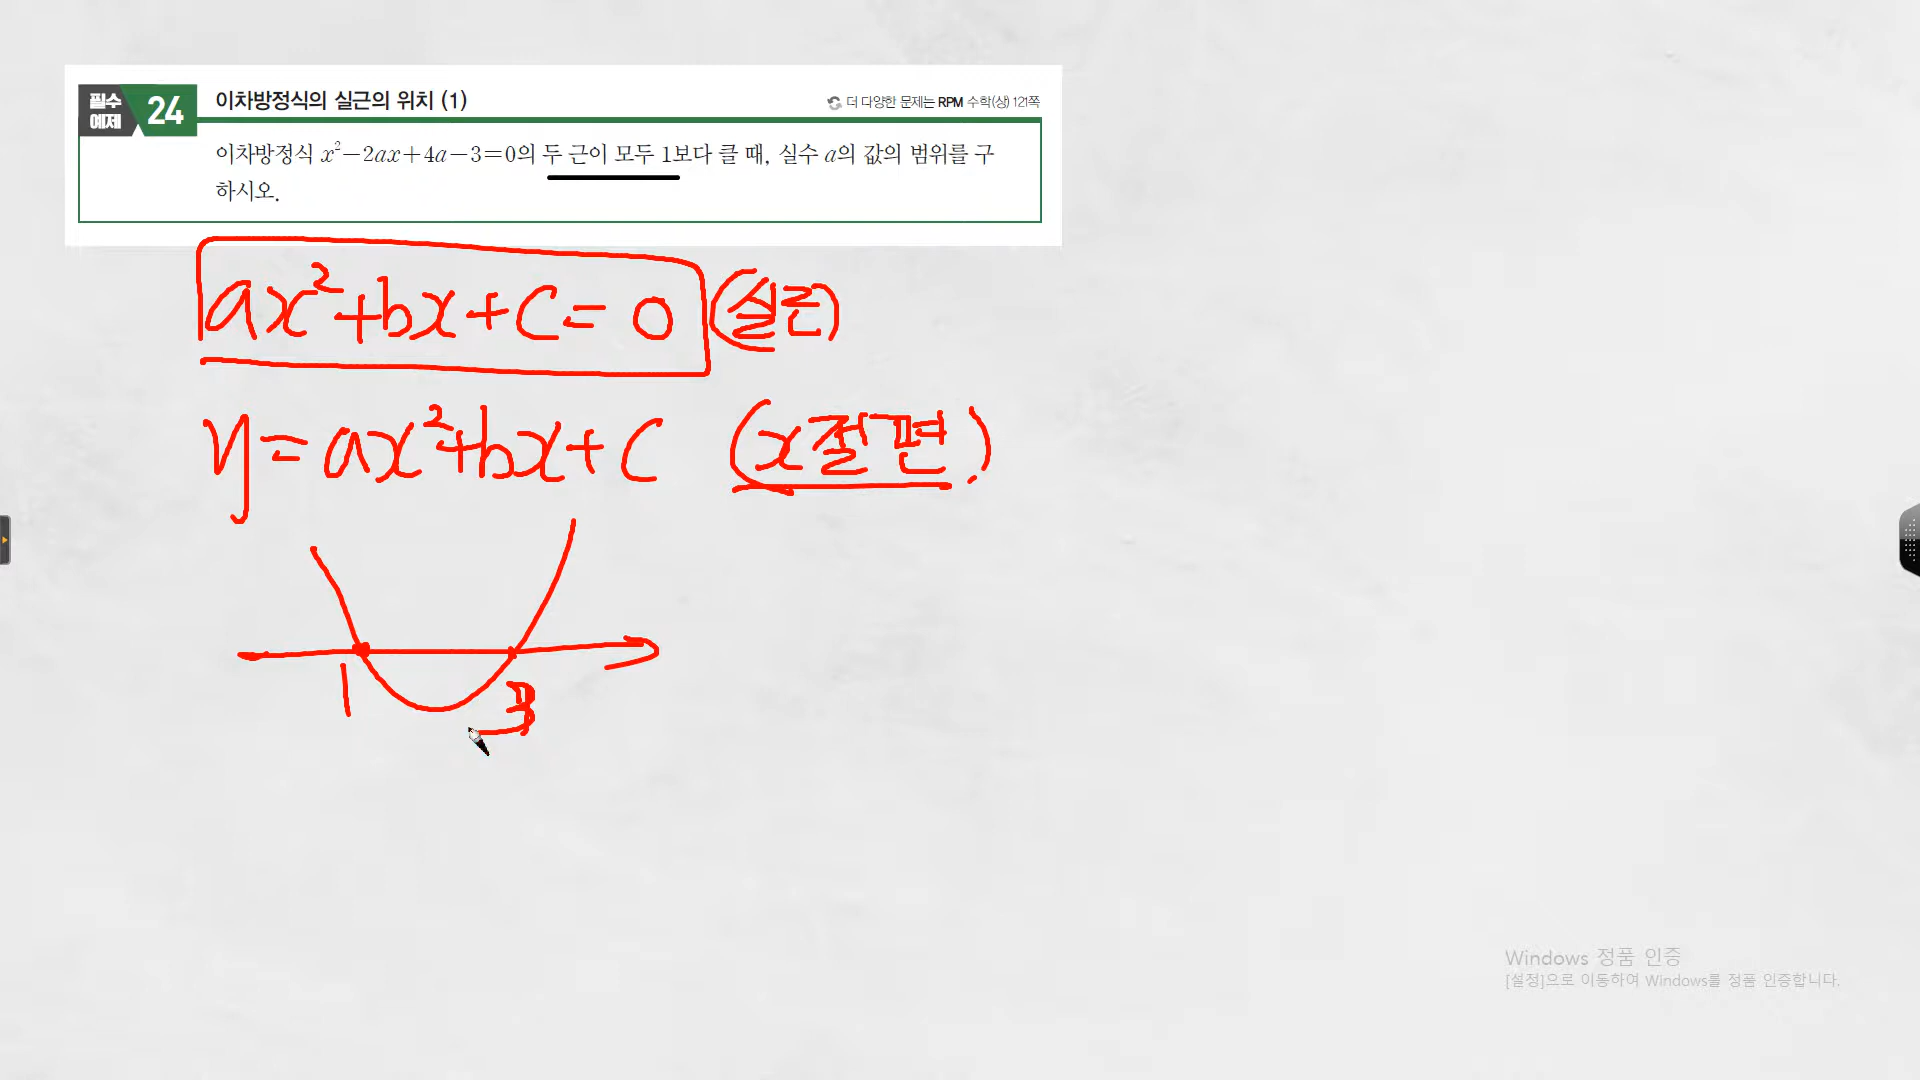 필수 예제 24 이차방정식의 실근의 위치 (1) 더 다양한 문제는 RPM 수학(상) 121쪽
이차방정식 x²-2ax+4a-3=0의 두 근이 모두 1보다 클 때, 실수 a의 값의 범위를 구
하시오.
ax²+bx+c=0 (실근)
y=ax²+bx+c (x절편)
1 3
Windows 정품 인증
[설정]으로 이동하여 Windows를 정품 인증합니다.